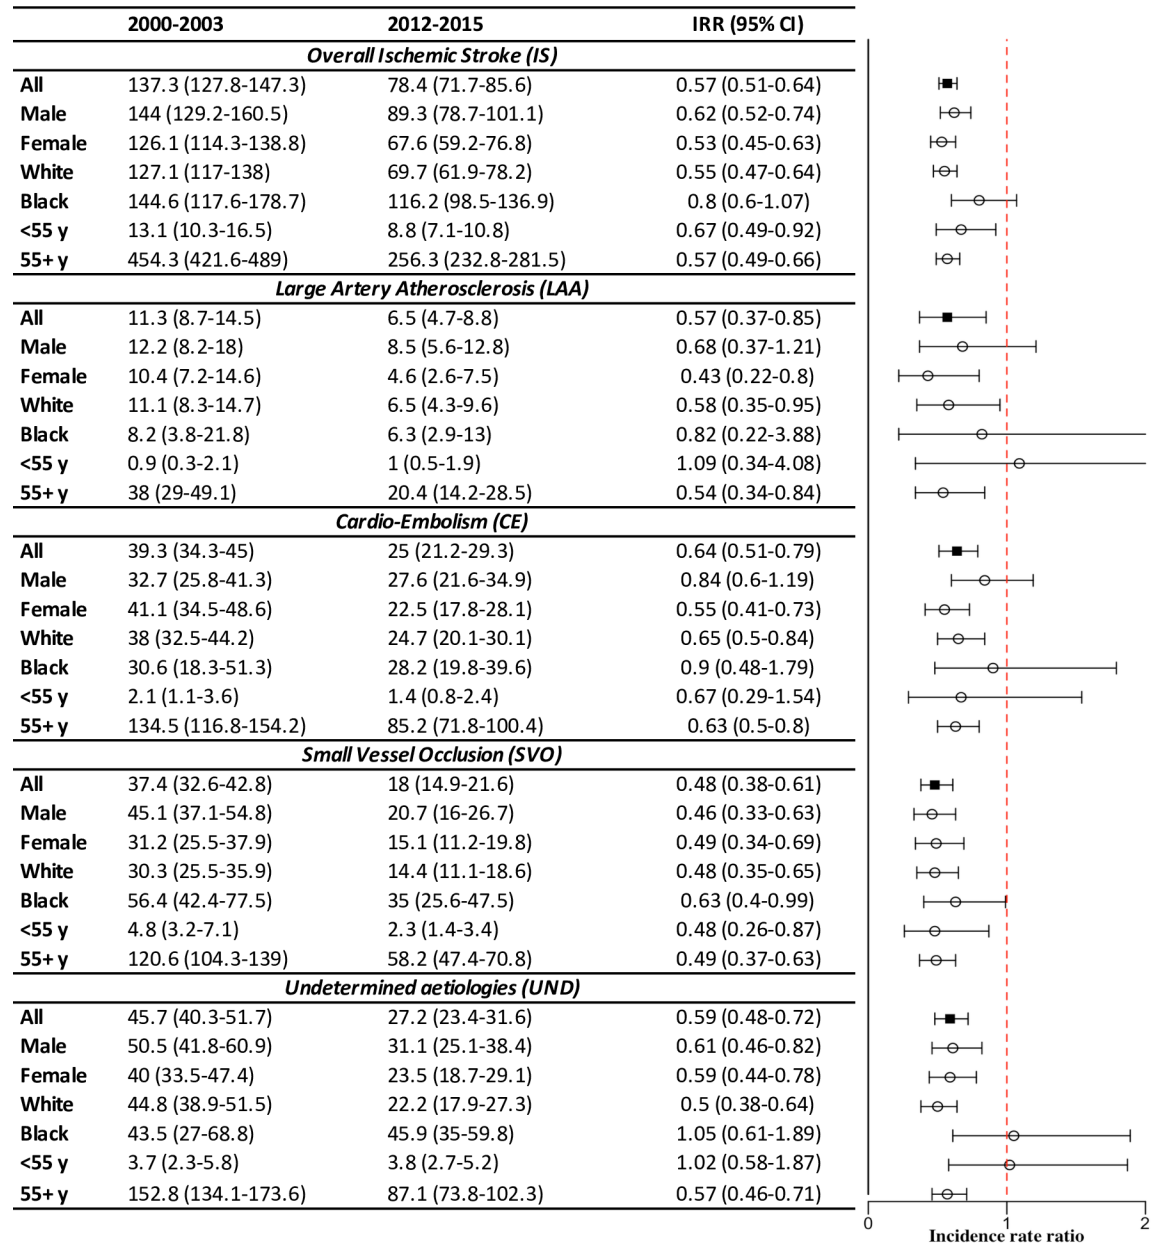 2000-2003 2012-2015 IRR (95% CI)
Overall Ischemic Stroke (IS)
All 137.3 (127.8-147.3) 78.4 (71.7-85.6) 0.57 (0.51-0.64)
Male 144 (129.2-160.5) 89.3 (78.7-101.1) 0.62 (0.52-0.74)
Female 126.1 (114.3-138.8) 67.6 (59.2-76.8) 0.53 (0.45-0.63)
White 127.1 (117-138) 69.7 (61.9-78.2) 0.55 (0.47-0.64)
Black 144.6 (117.6-178.7) 116.2 (98.5-136.9) 0.8 (0.6-1.07)
<55 y 13.1 (10.3-16.5) 8.8 (7.1-10.8) 0.67 (0.49-0.92)
55+ y 454.3 (421.6-489) 256.3 (232.8-281.5) 0.57 (0.49-0.66)
Large Artery Atherosclerosis (LAA)
All 11.3 (8.7-14.5) 6.5 (4.7-8.8) 0.57 (0.37-0.85)
Male 12.2 (8.2-18) 8.5 (5.6-12.8) 0.68 (0.37-1.21)
Female 10.4 (7.2-14.6) 4.6 (2.6-7.5) 0.43 (0.22-0.8)
White 11.1 (8.3-14.7) 6.5 (4.3-9.6) 0.58 (0.35-0.95)
Black 8.2 (3.8-21.8) 6.3 (2.9-13) 0.82 (0.22-3.88)
<55 y 0.9 (0.3-2.1) 1 (0.5-1.9) 1.09 (0.34-4.08)
55+ y 38 (29-49.1) 20.4 (14.2-28.5) 0.54 (0.34-0.84)
Cardio-Embolism (CE)
All 39.3 (34.3-45) 25 (21.2-29.3) 0.64 (0.51-0.79)
Male 32.7 (25.8-41.3) 27.6 (21.6-34.9) 0.84 (0.6-1.19)
Female 41.1 (34.5-48.6) 22.5 (17.8-28.1) 0.55 (0.41-0.73)
White 38 (32.5-44.2) 24.7 (20.1-30.1) 0.65 (0.5-0.84)
Black 30.6 (18.3-51.3) 28.2 (19.8-39.6) 0.9 (0.48-1.79)
<55 y 2.1 (1.1-3.6) 1.4 (0.8-2.4) 0.67 (0.29-1.54)
55+ y 134.5 (116.8-154.2) 85.2 (71.8-100.4) 0.63 (0.5-0.8)
Small Vessel Occlusion (SVO)
All 37.4 (32.6-42.8) 18 (14.9-21.6) 0.48 (0.38-0.61)
Male 45.1 (37.1-54.8) 20.7 (16-26.7) 0.46 (0.33-0.63)
Female 31.2 (25.5-37.9) 15.1 (11.2-19.8) 0.49 (0.34-0.69)
White 30.3 (25.5-35.9) 14.4 (11.1-18.6) 0.48 (0.35-0.65)
Black 56.4 (42.4-77.5) 35 (25.6-47.5) 0.63 (0.4-0.99)
<55 y 4.8 (3.2-7.1) 2.3 (1.4-3.4) 0.48 (0.26-0.87)
55+ y 120.6 (104.3-139) 58.2 (47.4-70.8) 0.49 (0.37-0.63)
Undetermined aetiologies (UND)
All 45.7 (40.3-51.7) 27.2 (23.4-31.6) 0.59 (0.48-0.72)
Male 50.5 (41.8-60.9) 31.1 (25.1-38.4) 0.61 (0.46-0.82)
Female 40 (33.5-47.4) 23.5 (18.7-29.1) 0.59 (0.44-0.78)
White 44.8 (38.9-51.5) 22.2 (17.9-27.3) 0.5 (0.38-0.64)
Black 43.5 (27-68.8) 45.9 (35-59.8) 1.05 (0.61-1.89)
<55 y 3.7 (2.3-5.8) 3.8 (2.7-5.2) 1.02 (0.58-1.87)
55+ y 152.8 (134.1-173.6) 87.1 (73.8-102.3) 0.57 (0.46-0.71)
0 1 2
Incidence rate ratio